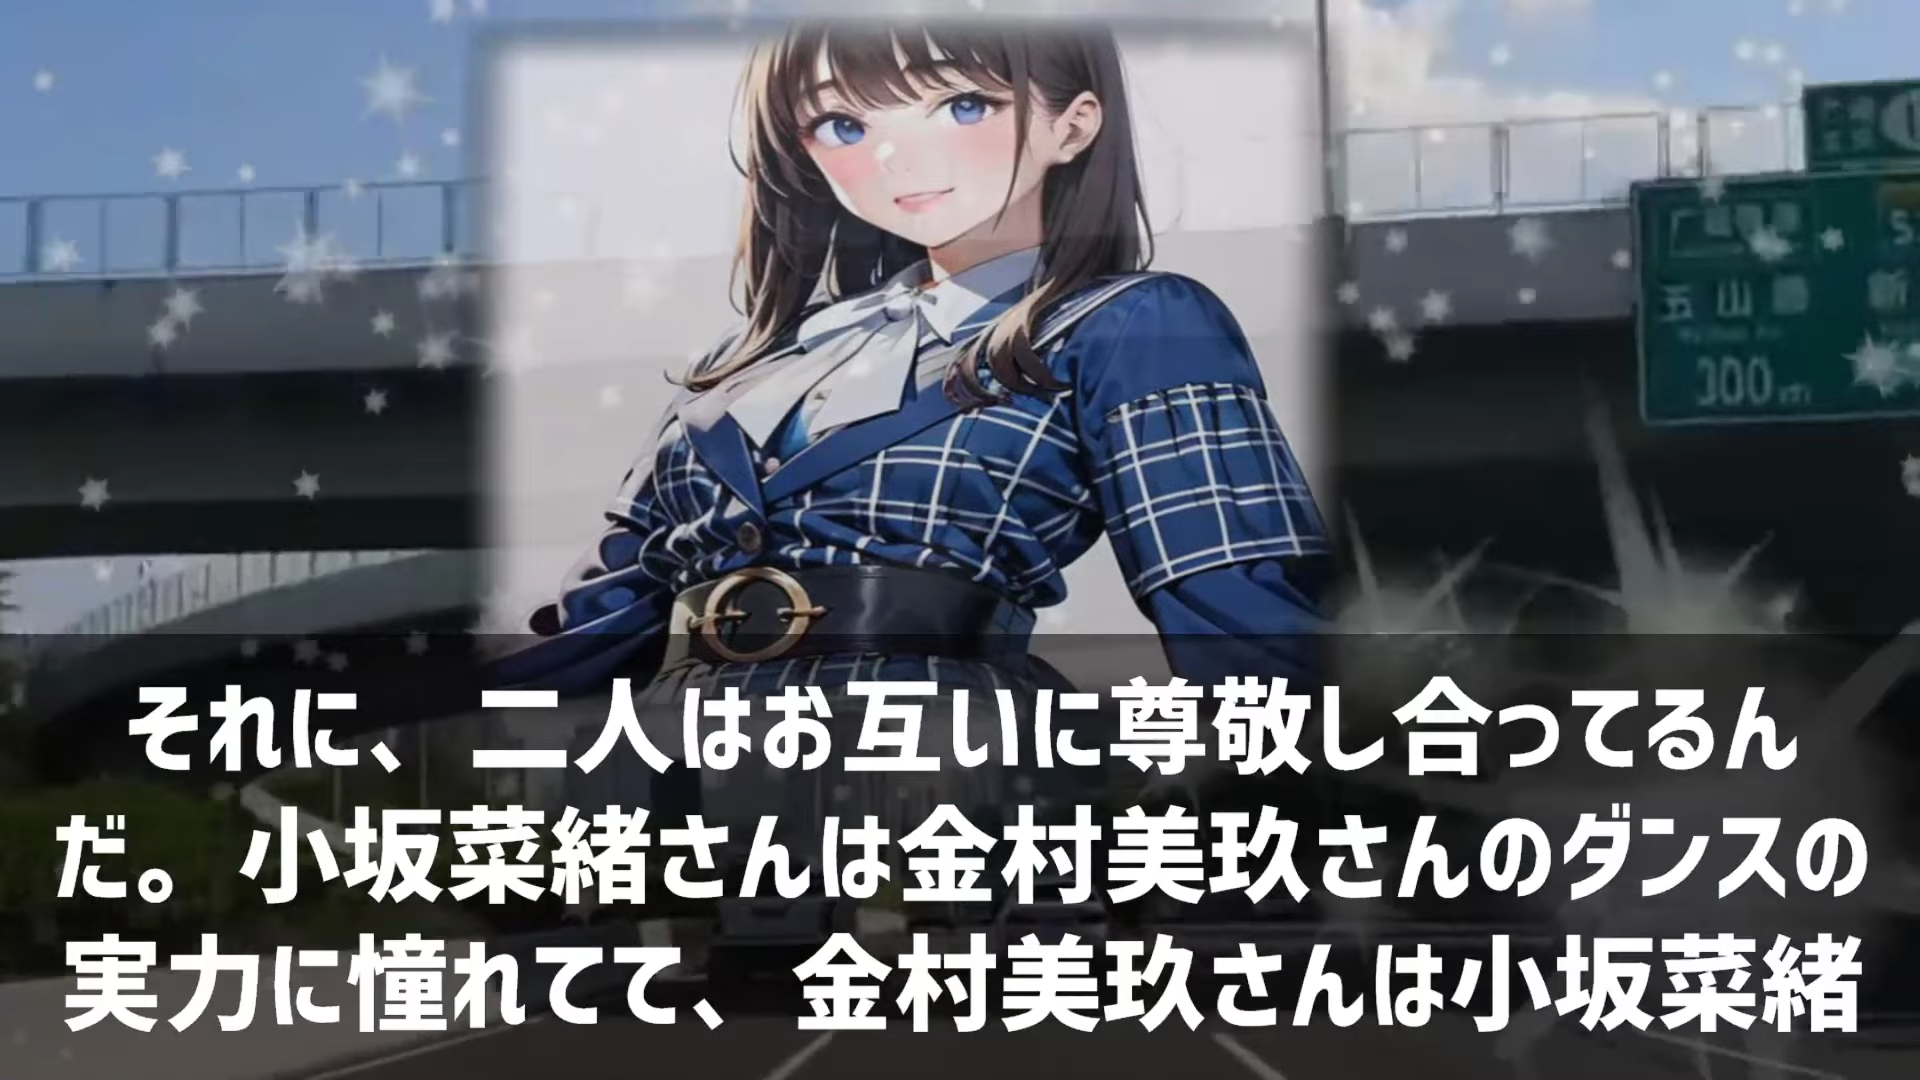 山
300
それに、二人はお互いに尊敬し合ってるん
だ。小坂菜緒さんは金村美玖さんのダンスの
実力に憧れてて、金村美玖さんは小坂菜緒